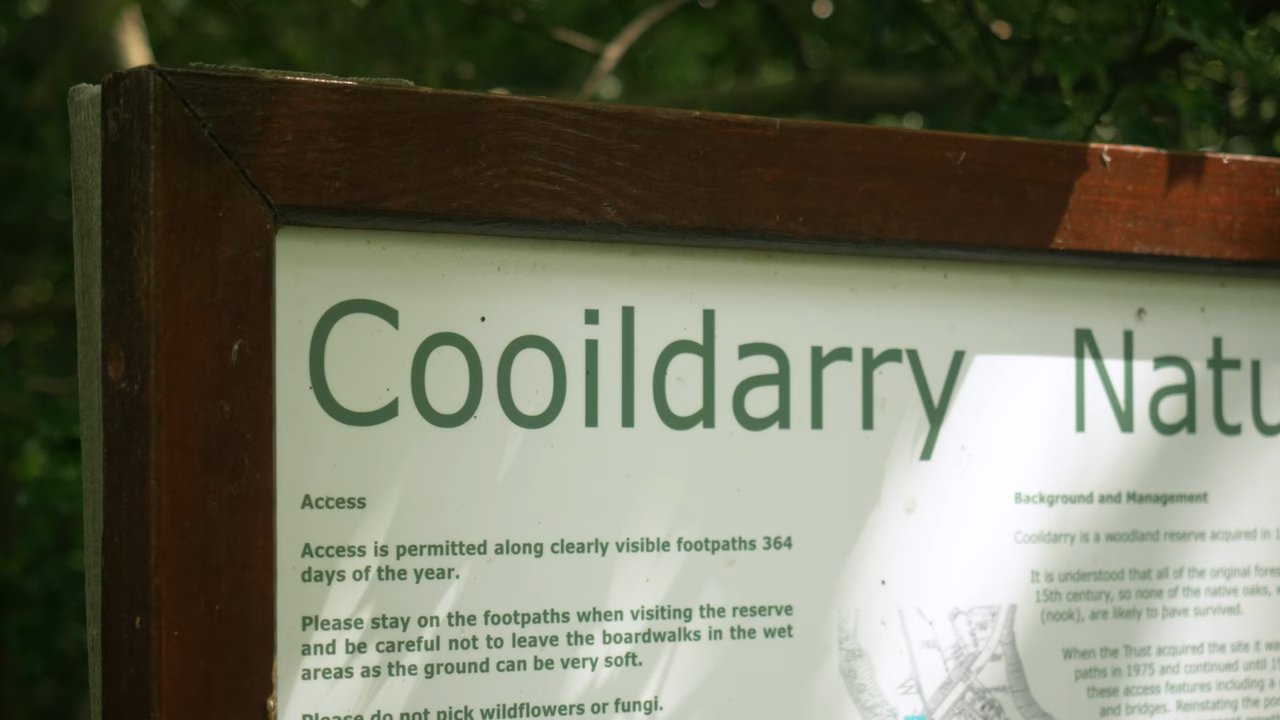 Cooildarry Natu
Access
Access is permitted along clearly visible footpaths 364
days of the year.
Please stay on the footpaths when visiting the reserve
and be careful not to leave the boardwalks in the wet
areas as the ground can be very soft.
Please do not pick wildflowers or fungi.
Background and Management
Cooildarry is a woodland reserve acquired in
It is understood that all of the original
15th century, so none of the native oaks,
(nook), are likely to have survived.
When the Trust acquired the site it
paths in 1975 and continued until
these access features including a
and bridges. Reinstating the